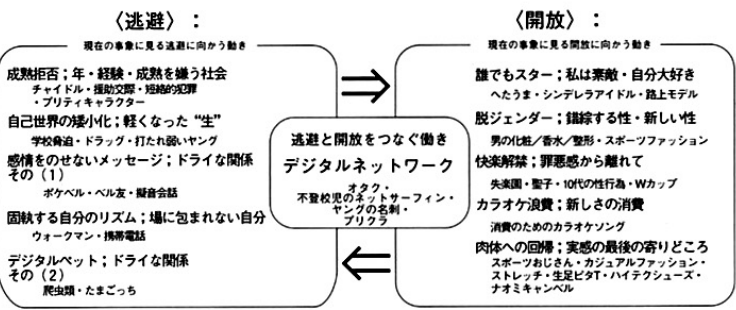 〈逃避〉：
現在の事象に見る逃避に向かう動き
成熟拒否；年・経験・成熟を嫌う社会
チャイドル・援助交際・短絡的犯罪
・プリティキャラクター
自己世界の矮小化；軽くなった“生”
学校脅迫・ドラッグ・打たれ弱いヤング
感情をのせないメッセージ；ドライな関係
その（1）
ポケベル・ベル友・擬音会話
固執する自分のリズム；場に包まれない自分
ウォークマン・携帯電話
デジタルペット；ドライな関係
その（2）
爬虫類・たまごっち
逃避と開放をつなぐ働き
デジタルネットワーク
オタク・
不登校児のネットサーフィン・
ヤングの名刺・
プリクラ
〈開放〉：
現在の事象に見る開放に向かう動き
誰でもスター；私は素敵・自分大好き
へたうま・シンデレラアイドル・路上モデル
脱ジェンダー；錯綜する性・新しい性
男の化粧／香水／整形・スポーツファッション
快楽解禁；罪悪感から離れて
失楽園・聖子・10代の性行為・Wカップ
カラオケ浪費；新しさの消費
消費のためのカラオケソング
肉体への回帰；実感の最後の寄りどころ
スポーツおじさん・カジュアルファッション・
ストレッチ・生足ピタT・ハイテクシューズ・
ナオミキャンベル